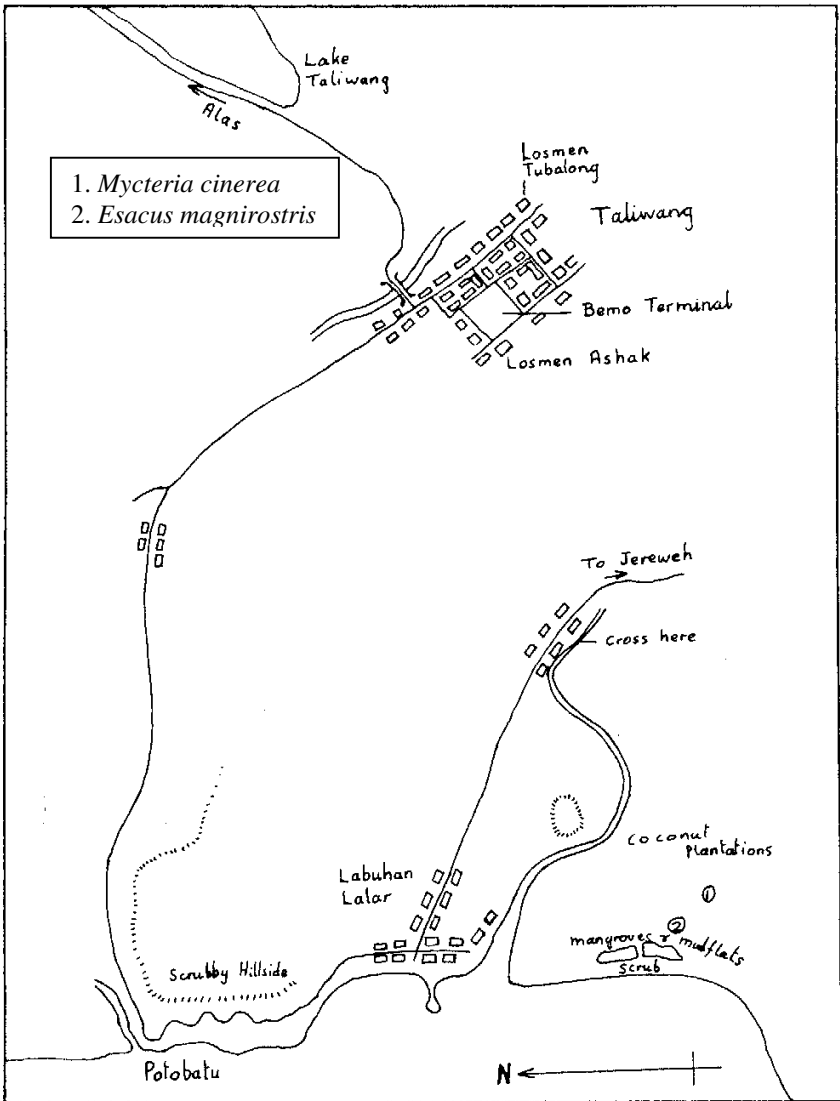 Lake
Taliwang
Alas
1. Mycteria cinerea
2. Esacus magnirostris
Losmen
Tubalong
Taliwang
Bemo Terminal
Losmen Ashak
To Jereweh
Cross here
Coconut
Plantations
1
2
mangroves & mudflats
scrub
Labuhan
Lalar
Scrubby Hillside
Potobatu
N